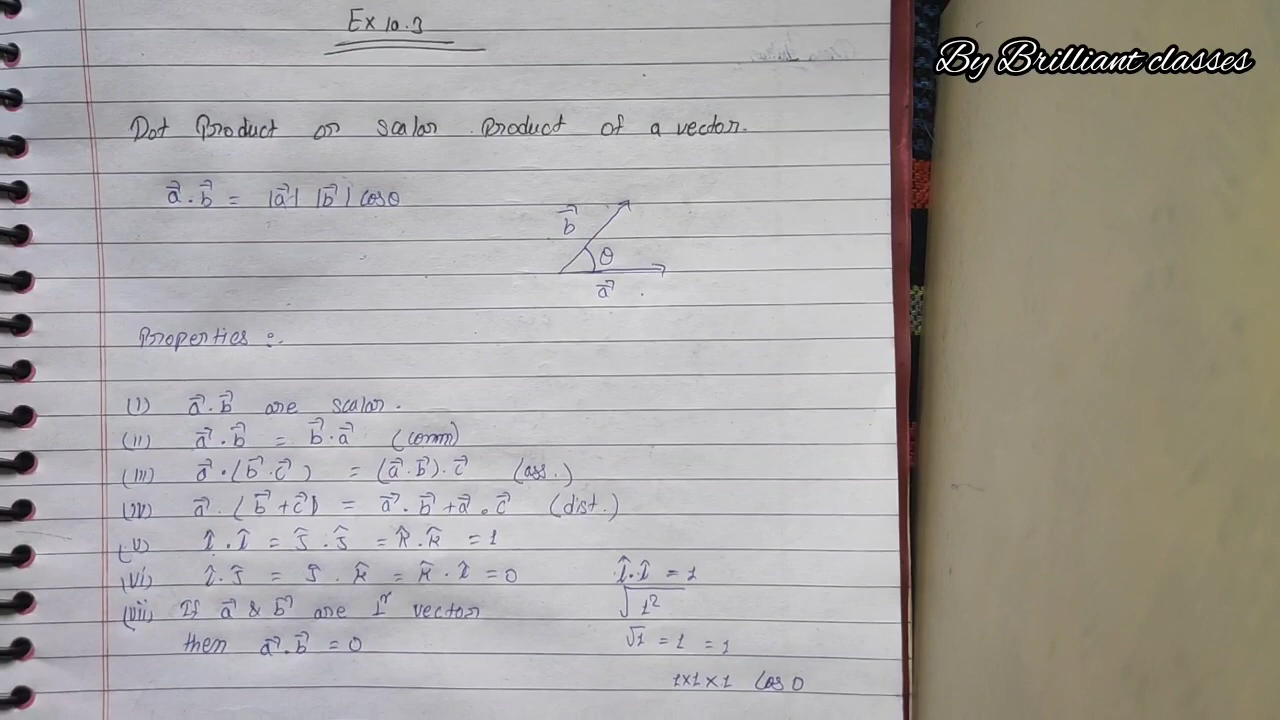 Ex 10.3
By Brilliant classes
Dot Product or scalar Product of a vector.
a⃗ . b⃗ = |a⃗| |b⃗| cosθ
b⃗
θ
a⃗
Properties :-
(i) a⃗ . b⃗ are scalar.
(ii) a⃗ . b⃗ = b⃗ . a⃗ (comm)
(iii) a⃗ . (b⃗ . c⃗) = (a⃗ . b⃗) . c⃗ (ass.)
(iv) a⃗ . (b⃗ + c⃗) = a⃗ . b⃗ + a⃗ . c⃗ (dist.)
(v) î . î = ĵ . ĵ = k̂ . k̂ = 1
(vi) î . ĵ = ĵ . k̂ = k̂ . î = 0
(vii) If a⃗ & b⃗ are ⊥r vector
then a⃗ . b⃗ = 0
î . î = 1
√1²
√1 = 1 = 1
1×1×1 Cos 0